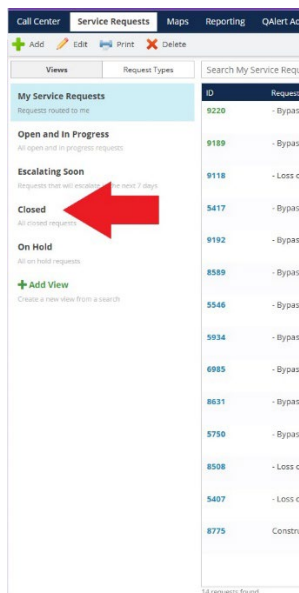 Call Center Service Requests Maps Reporting QAlert Ad
Add Edit Print Delete
Views Request Types Search My Service Requ
My Service Requests
Requests routed to me
Open and In Progress
All open and in progress requests
Escalating Soon
Requests that will escalate in the next 7 days
Closed
All closed requests
On Hold
All on hold requests
Add View
Create a new view from a search
ID Request
9220 - Bypas
9189 - Bypas
9118 - Loss o
5417 - Bypas
9192 - Bypas
8589 - Bypas
5546 - Bypas
5934 - Bypas
6985 - Bypas
8631 - Bypas
5750 - Bypas
8508 - Loss o
5407 - Loss o
8775 Constru
14 requests found